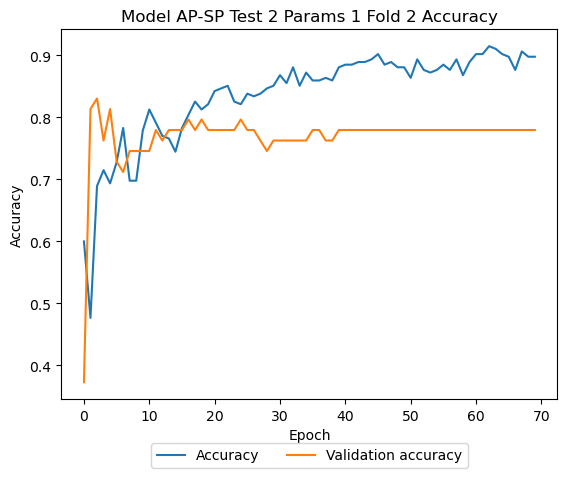 Model AP-SP Test 2 Params 1 Fold 2 Accuracy
Accuracy
0.9
0.8
0.7
0.6
0.5
0.4
0 10 20 30 40 50 60 70
Epoch
Accuracy Validation accuracy